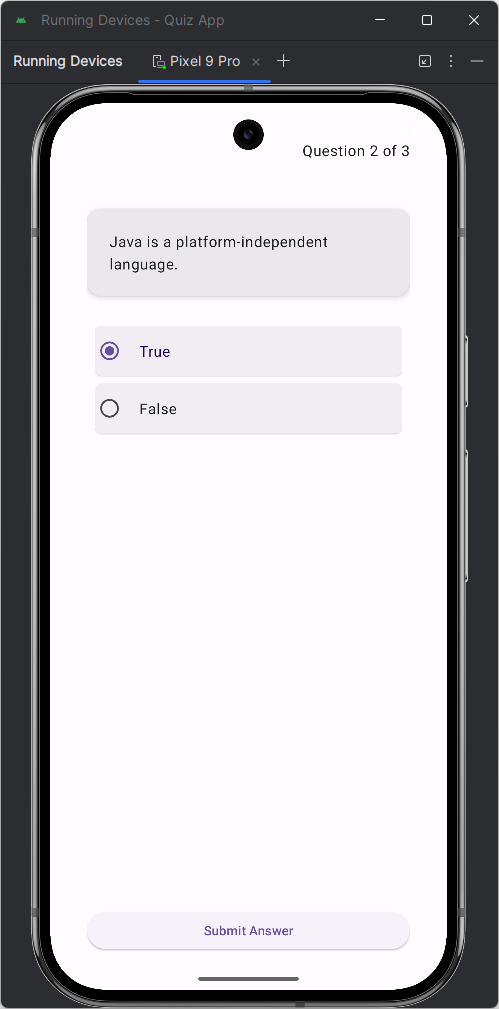 Running Devices - Quiz App
Running Devices Pixel 9 Pro
Question 2 of 3
Java is a platform-independent
language.
True
False
Submit Answer